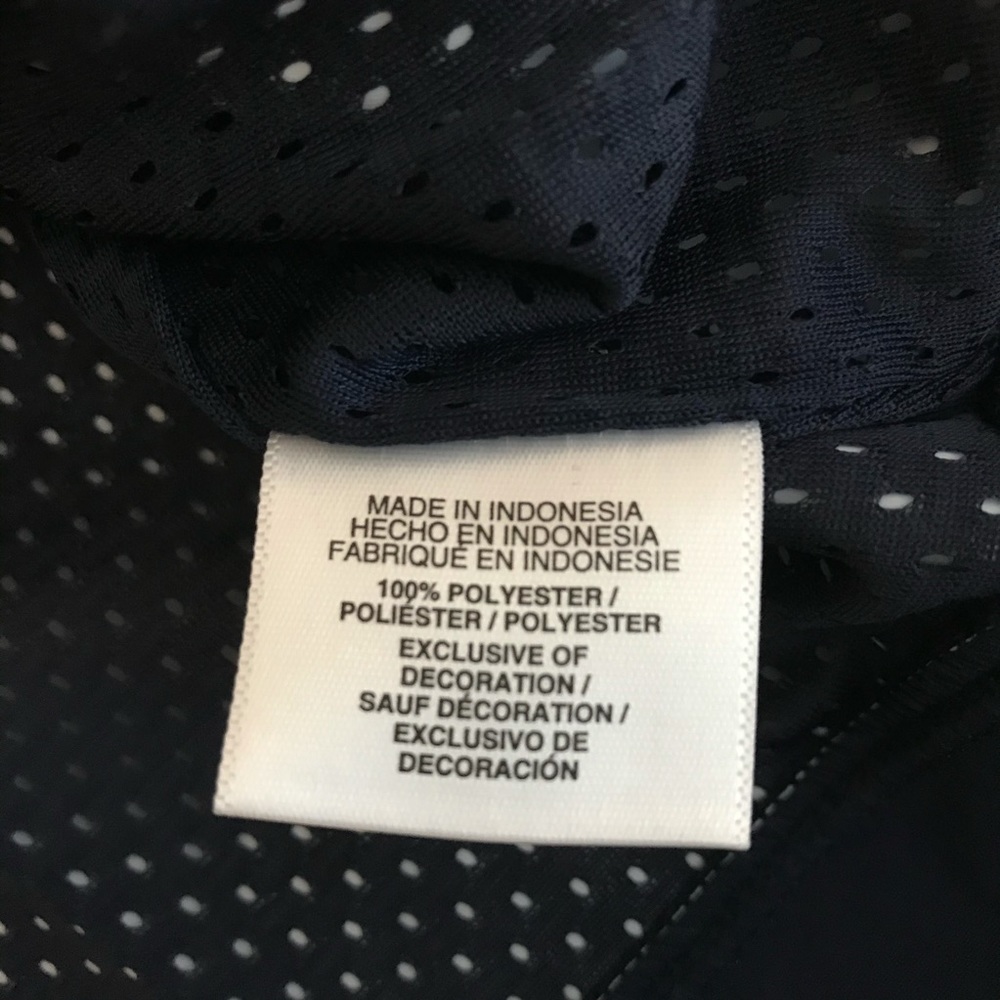 MADE IN INDONESIA
HECHO EN INDONESIA
FABRIQUÉ EN INDONESIE
100% POLYESTER /
POLIÉSTER / POLYESTER
EXCLUSIVE OF
DECORATION /
SAUF DÉCORATION /
EXCLUSIVO DE
DECORACIÓN